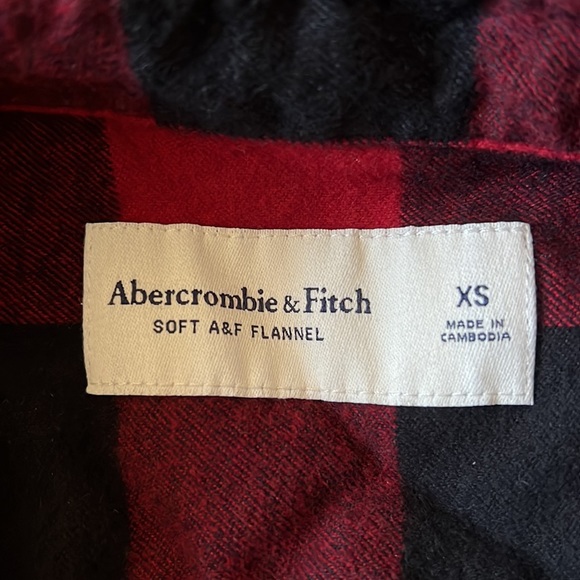 Abercrombie & Fitch
SOFT A&F FLANNEL
XS
MADE IN
CAMBODIA